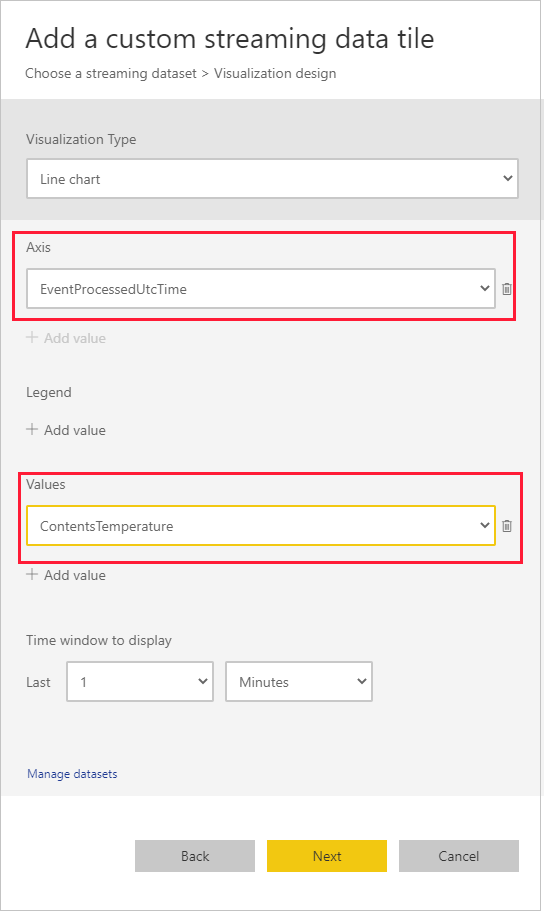 Add a custom streaming data tile
Choose a streaming dataset > Visualization design
Visualization Type
Line chart
Axis
EventProcessedUtcTime
+ Add value
Legend
+ Add value
Values
ContentsTemperature
+ Add value
Time window to display
Last 1 Minutes
Manage datasets
Back Next Cancel